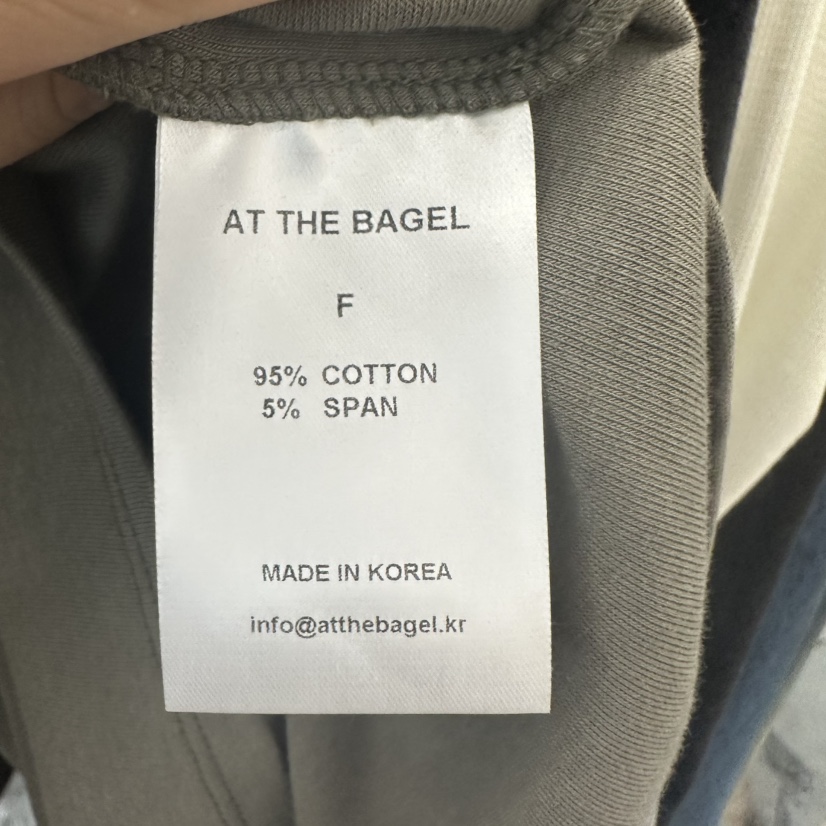 AT THE BAGEL
F
95% COTTON
5% SPAN
MADE IN KOREA
info@atthebagel.kr